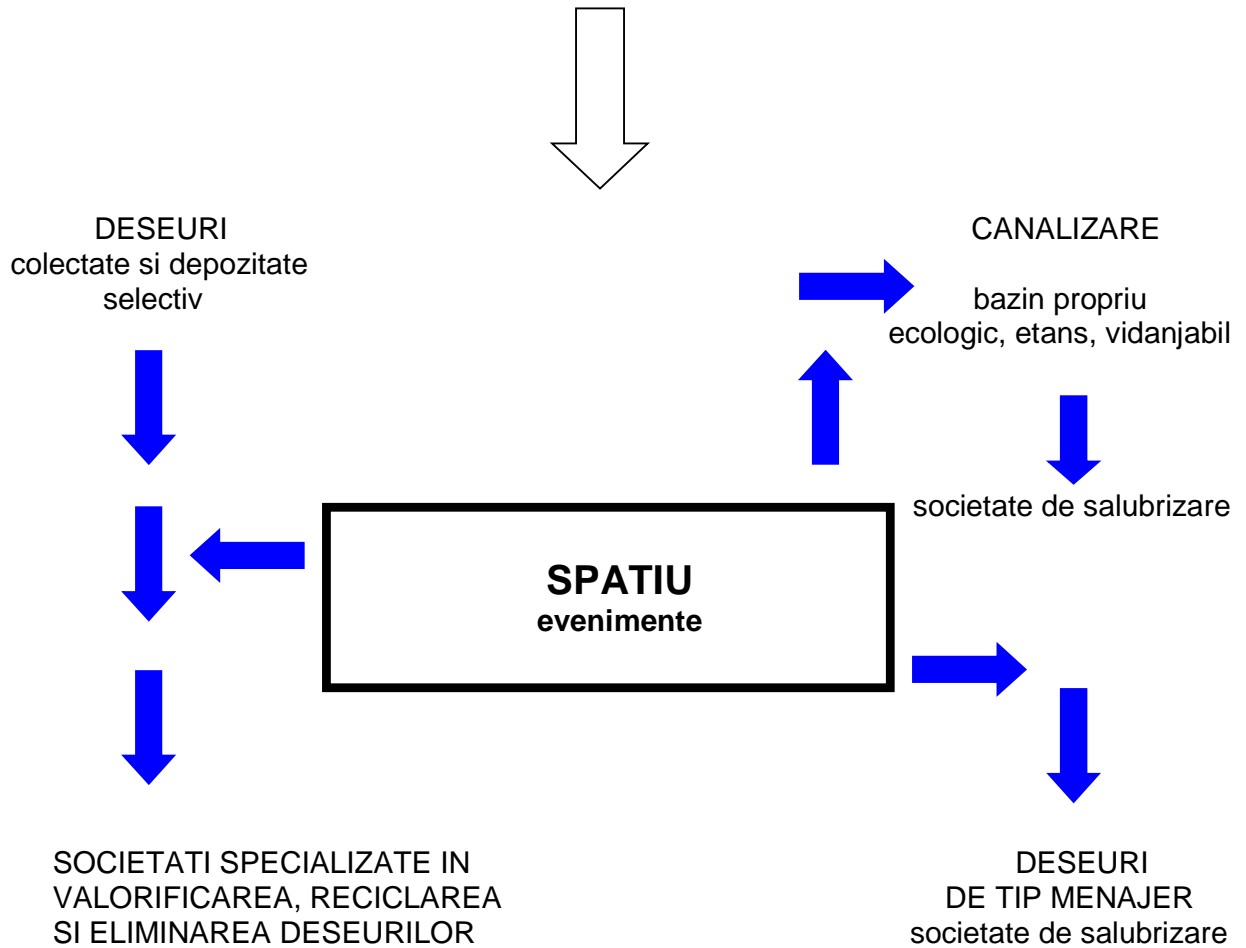 DESEURI
colectate si depozitate
selectiv
CANALIZARE
bazin propriu
ecologic, etans, vidanjabil
societate de salubrizare
SPATIU
evenimente
SOCIETATI SPECIALIZATE IN
VALORIFICAREA, RECICLAREA
SI ELIMINAREA DESEURILOR
DESEURI
DE TIP MENAJER
societate de salubrizare